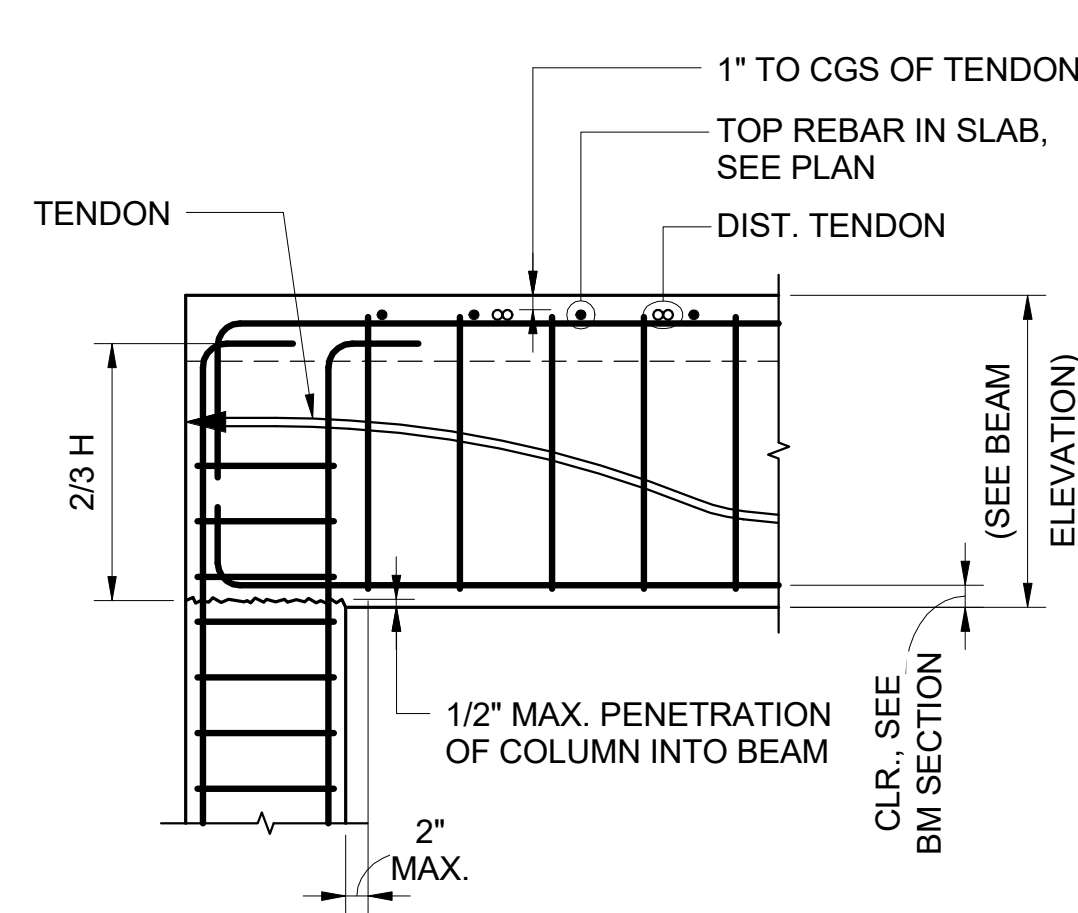 1" TO CGS OF TENDON
TOP REBAR IN SLAB,
SEE PLAN
TENDON
DIST. TENDON
2/3 H
(SEE BEAM
ELEVATION)
1/2" MAX. PENETRATION
OF COLUMN INTO BEAM
CLR., SEE
BM SECTION
2"
MAX.